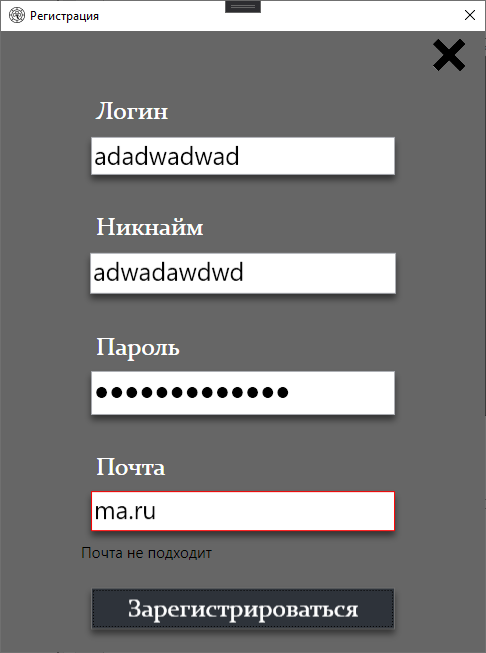 Регистрация
Логин
adadwadwad
Никнайм
adwadawdwd
Пароль
●●●●●●●●●●●●●
Почта
ma.ru
Почта не подходит
Зарегистрироваться